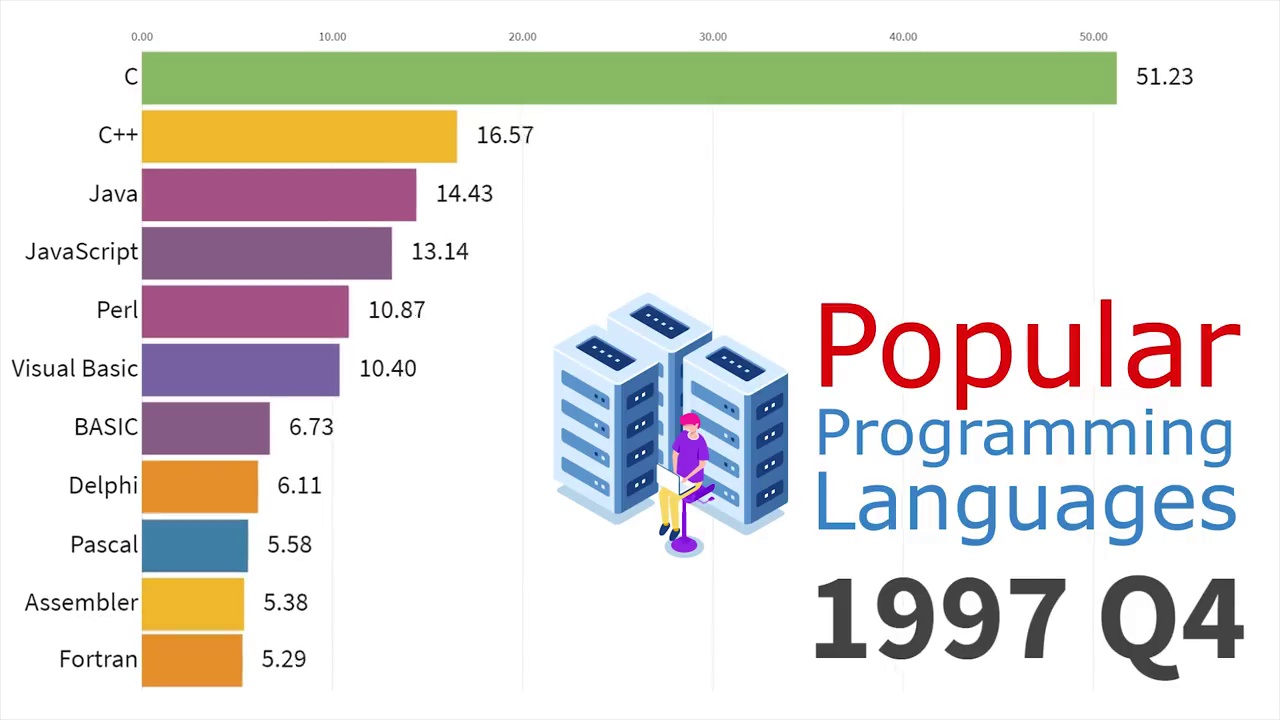 0.00 10.00 20.00 30.00 40.00 50.00
C 51.23
C++ 16.57
Java 14.43
JavaScript 13.14
Perl 10.87
Visual Basic 10.40
BASIC 6.73
Delphi 6.11
Pascal 5.58
Assembler 5.38
Fortran 5.29
Popular
Programming
Languages
1997 Q4